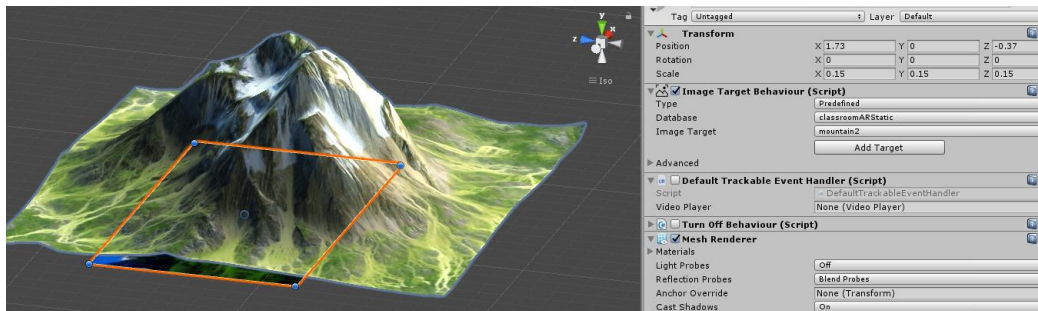 y
x
z
Iso
Tag Untagged Layer Default
Transform
Position X 1.73 Y 0 Z -0.37
Rotation X 0 Y 0 Z 0
Scale X 0.15 Y 0.15 Z 0.15
Image Target Behaviour (Script)
Type Predefined
Database classroomARStatic
Image Target mountain2
Add Target
Advanced
Default Trackable Event Handler (Script)
Script DefaultTrackableEventHandler
Video Player None (Video Player)
Turn Off Behaviour (Script)
Mesh Renderer
Materials
Light Probes Off
Reflection Probes Blend Probes
Anchor Override None (Transform)
Cast Shadows On